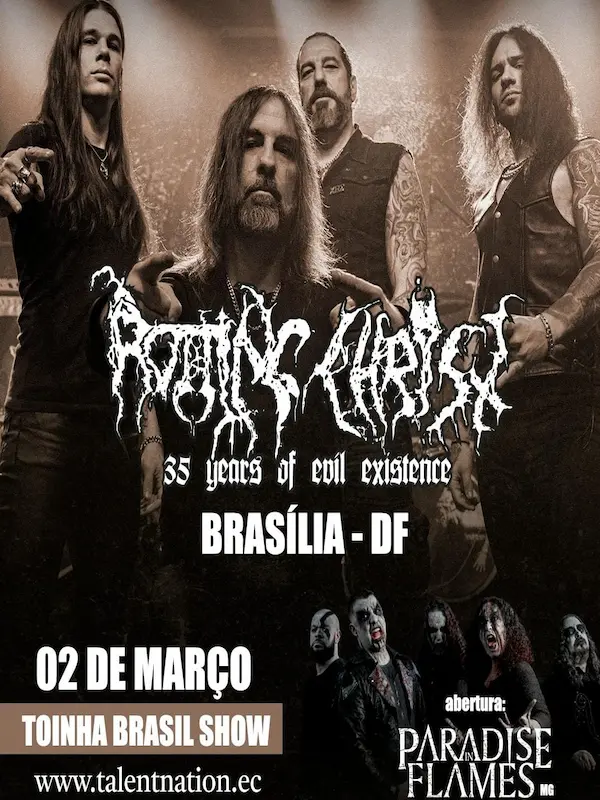 ROTTING CHRIST
35 years of evil existence
BRASÍLIA - DF
02 DE MARÇO
TOINHA BRASIL SHOW
www.talentnation.ec
abertura:
PARADISE
IN
FLAMES MG